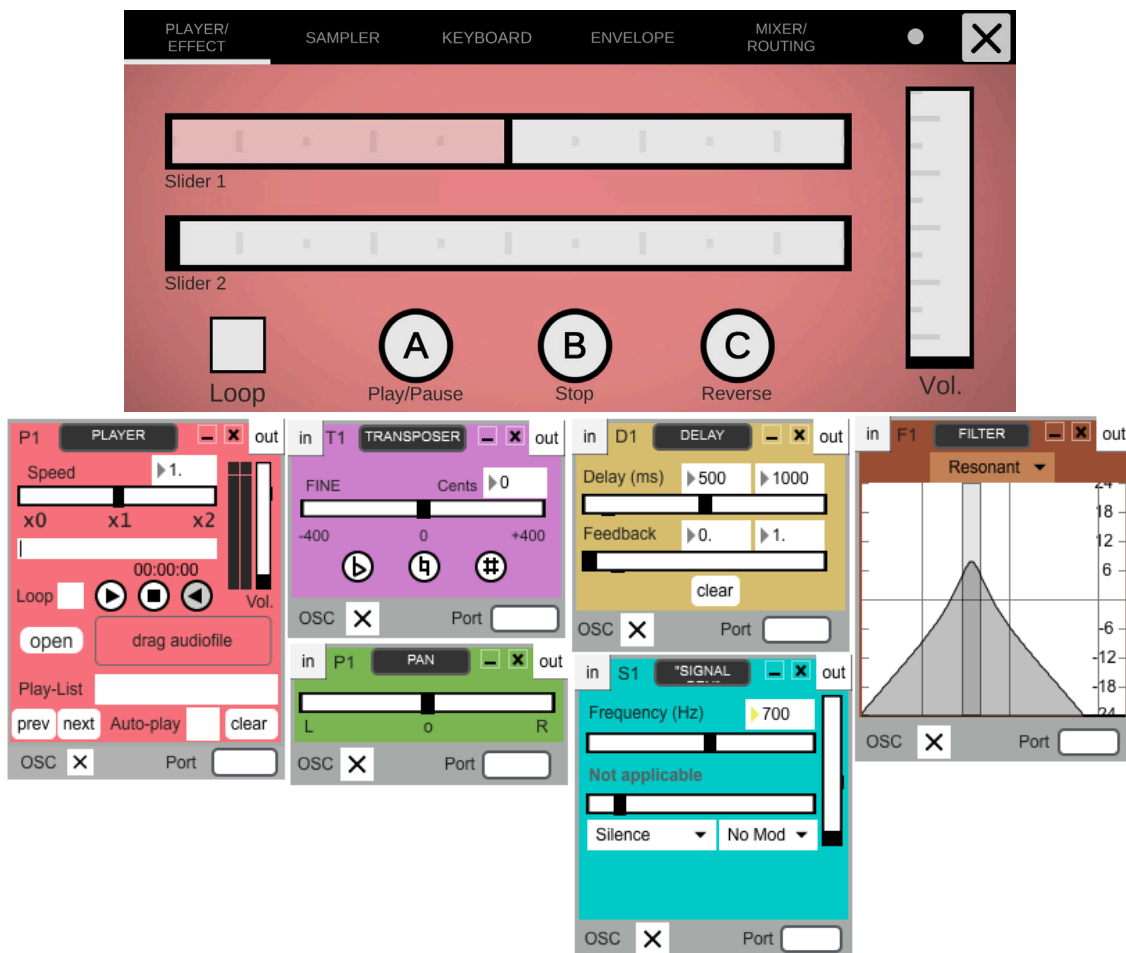 PLAYER/
EFFECT
SAMPLER
KEYBOARD
ENVELOPE
MIXER/
ROUTING
Slider 1
Slider 2
Loop
A
Play/Pause
B
Stop
C
Reverse
Vol.
P1
PLAYER
out
Speed
1.
x0
x1
x2
00:00:00
Loop
Vol.
open
drag audiofile
Play-List
prev
next
Auto-play
clear
OSC
Port
in
T1
TRANSPOSER
out
FINE
Cents
0
-400
0
+400
OSC
Port
in
P1
PAN
out
L
o
R
OSC
Port
in
D1
DELAY
out
Delay (ms)
500
1000
Feedback
0.
1.
clear
OSC
Port
in
S1
"SIGNAL
out
Frequency (Hz)
700
Not applicable
Silence
No Mod
OSC
Port
in
F1
FILTER
out
Resonant
24
18
12
6
-6
-12
-18
24
OSC
Port